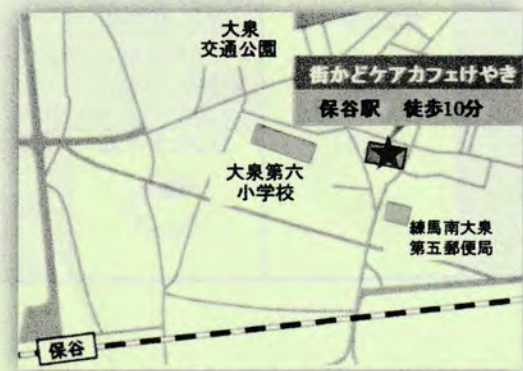 大泉
交通公園
街かどケアカフェけやき
保谷駅 徒歩10分
大泉第六
小学校
練馬南大泉
第五郵便局
保谷